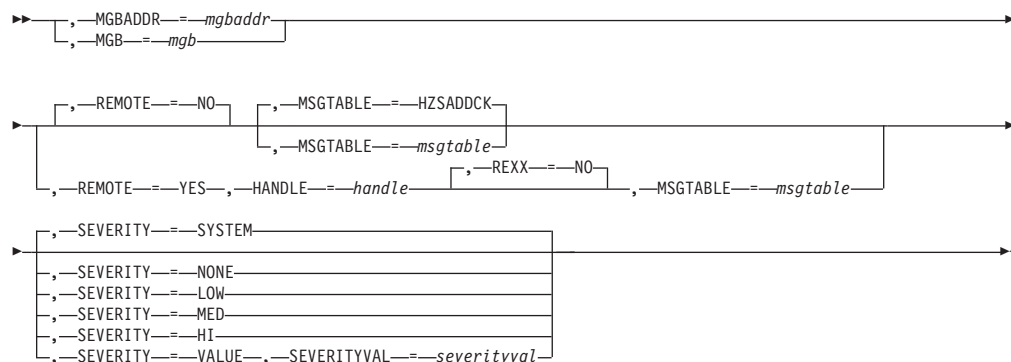 , MGBADDR = mgbaddr
, MGB = mgb
, REMOTE = NO , MSGTABLE = HZSADDCK
, MSGTABLE = msgtable
, REXX = NO
, REMOTE = YES , HANDLE = handle , MSGTABLE = msgtable
, SEVERITY = SYSTEM
, SEVERITY = NONE
, SEVERITY = LOW
, SEVERITY = MED
, SEVERITY = HI
, SEVERITY = VALUE , SEVERITYVAL = severityval